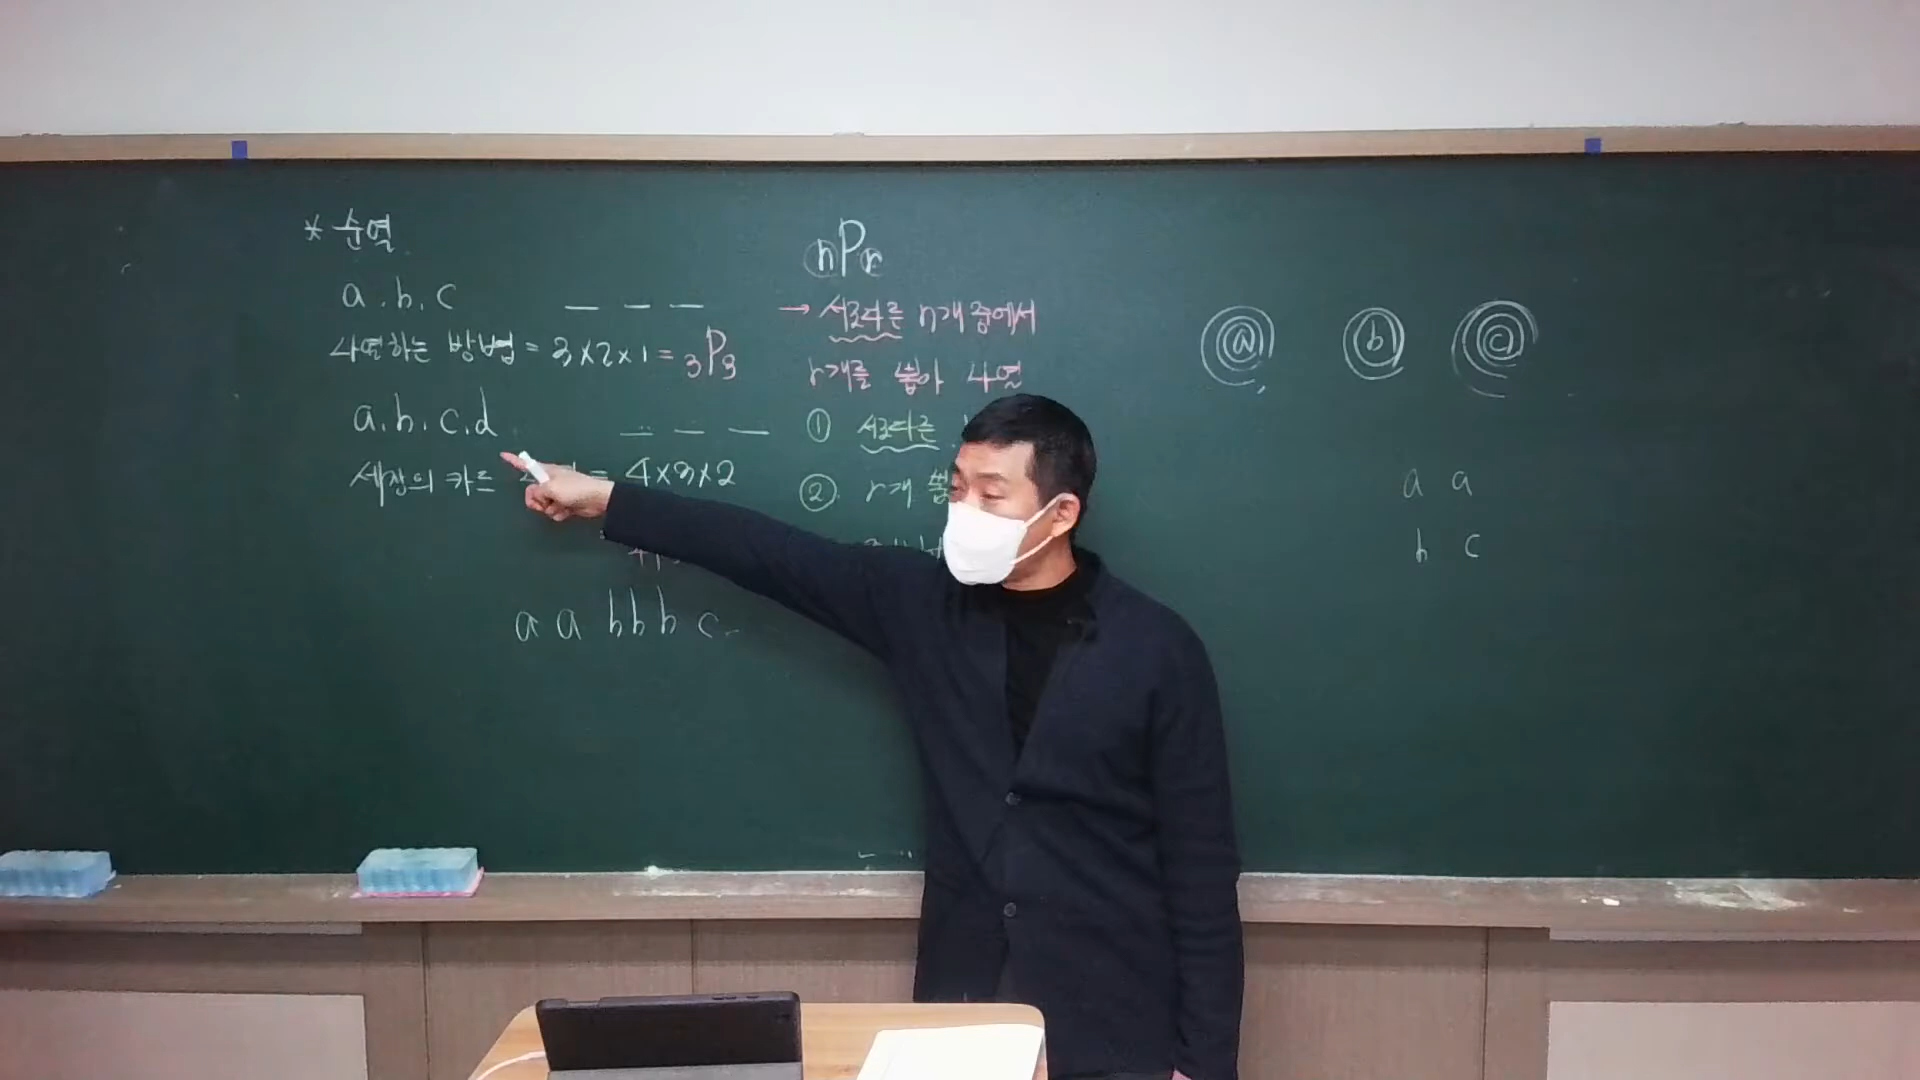 * 순열
a . b . c
나열하는 방법 = 3×2×1 = ₃P₃
a . b . c . d
세장의 카드 = 4×3×2
a a b b b c
nPr
→ 서로다른 n개 중에서
r개를 뽑아 나열
① 서로다른
② r개 뽑
ⓐ ⓑ ⓒ
a a
b c